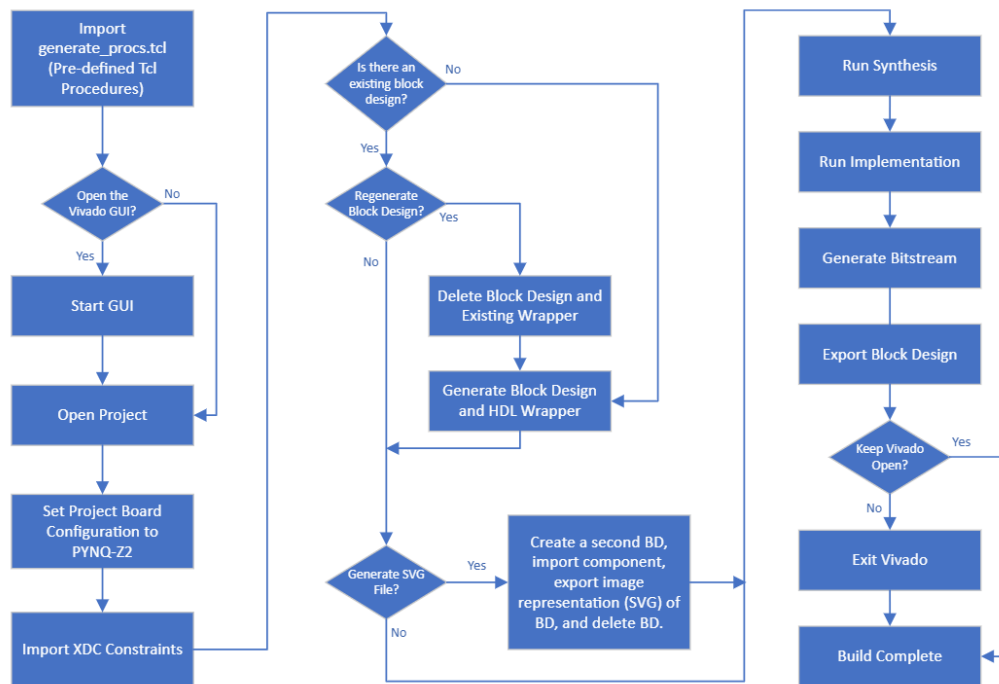 Import
generate_procs.tcl
(Pre-defined Tcl
Procedures)
Open the
Vivado GUI?
No
Yes
Start GUI
Open Project
Set Project Board
Configuration to
PYNQ-Z2
Import XDC Constraints
Is there an
existing block
design?
No
Yes
Regenerate
Block Design?
Yes
No
Delete Block Design and
Existing Wrapper
Generate Block Design
and HDL Wrapper
Generate SVG
File?
Yes
No
Create a second BD,
import component,
export image
representation (SVG) of
BD, and delete BD.
Run Synthesis
Run Implementation
Generate Bitstream
Export Block Design
Keep Vivado
Open?
Yes
No
Exit Vivado
Build Complete